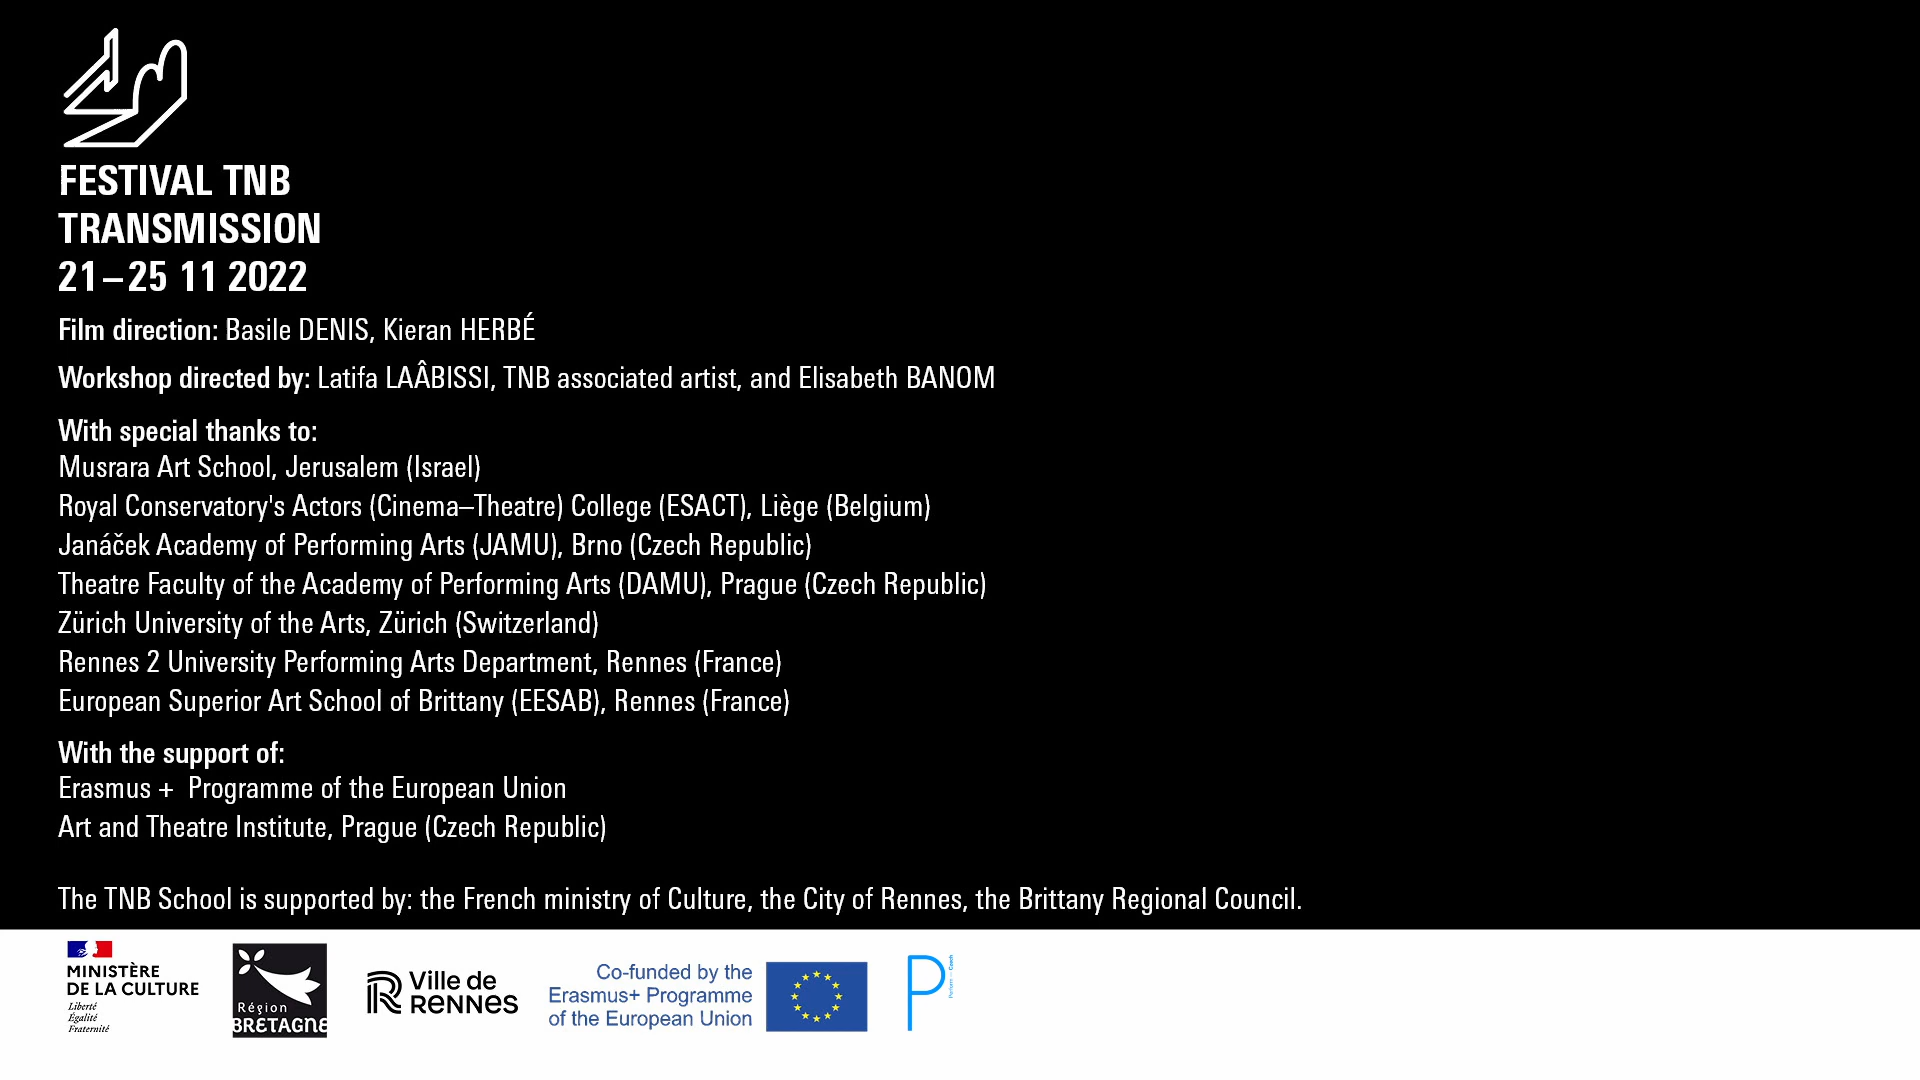 FESTIVAL TNB
TRANSMISSION
21–25 11 2022
Film direction: Basile DENIS, Kieran HERBÉ
Workshop directed by: Latifa LAÂBISSI, TNB associated artist, and Elisabeth BANOM
With special thanks to:
Musrara Art School, Jerusalem (Israel)
Royal Conservatory's Actors (Cinema–Theatre) College (ESACT), Liège (Belgium)
Janáček Academy of Performing Arts (JAMU), Brno (Czech Republic)
Theatre Faculty of the Academy of Performing Arts (DAMU), Prague (Czech Republic)
Zürich University of the Arts, Zürich (Switzerland)
Rennes 2 University Performing Arts Department, Rennes (France)
European Superior Art School of Brittany (EESAB), Rennes (France)
With the support of:
Erasmus +  Programme of the European Union
Art and Theatre Institute, Prague (Czech Republic)
The TNB School is supported by: the French ministry of Culture, the City of Rennes, the Brittany Regional Council.
MINISTÈRE
DE LA CULTURE
Liberté
Égalité
Fraternité
Région
BRETAGNE
Ville de
RENNES
Co-funded by the
Erasmus+ Programme
of the European Union
P
Perform Czech